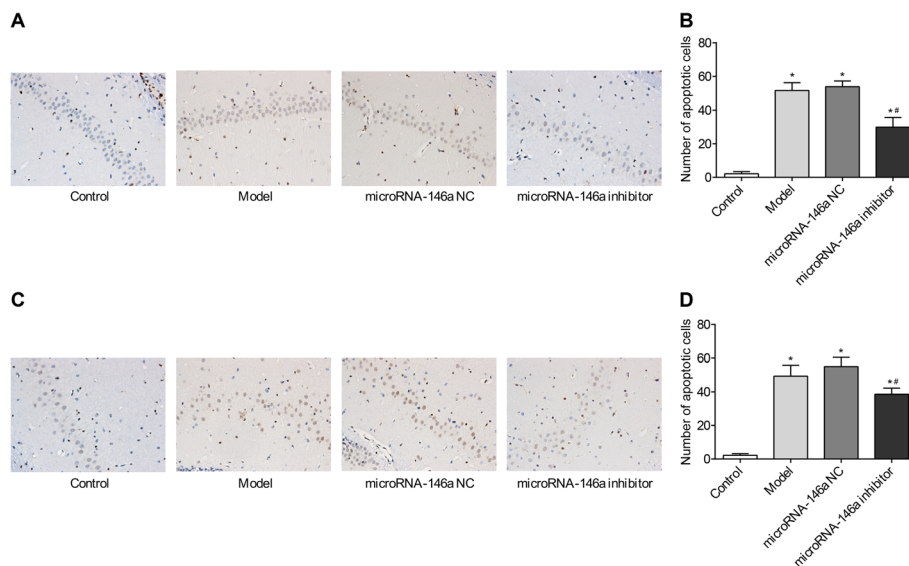 A
Control
Model
microRNA-146a NC
microRNA-146a inhibitor
B
Number of apoptotic cells
80
60
40
20
0
*
*
*#
Control
Model
microRNA-146a NC
microRNA-146a inhibitor
C
Control
Model
microRNA-146a NC
microRNA-146a inhibitor
D
Number of apoptotic cells
80
60
40
20
0
*
*
*#
Control
Model
microRNA-146a NC
microRNA-146a inhibitor